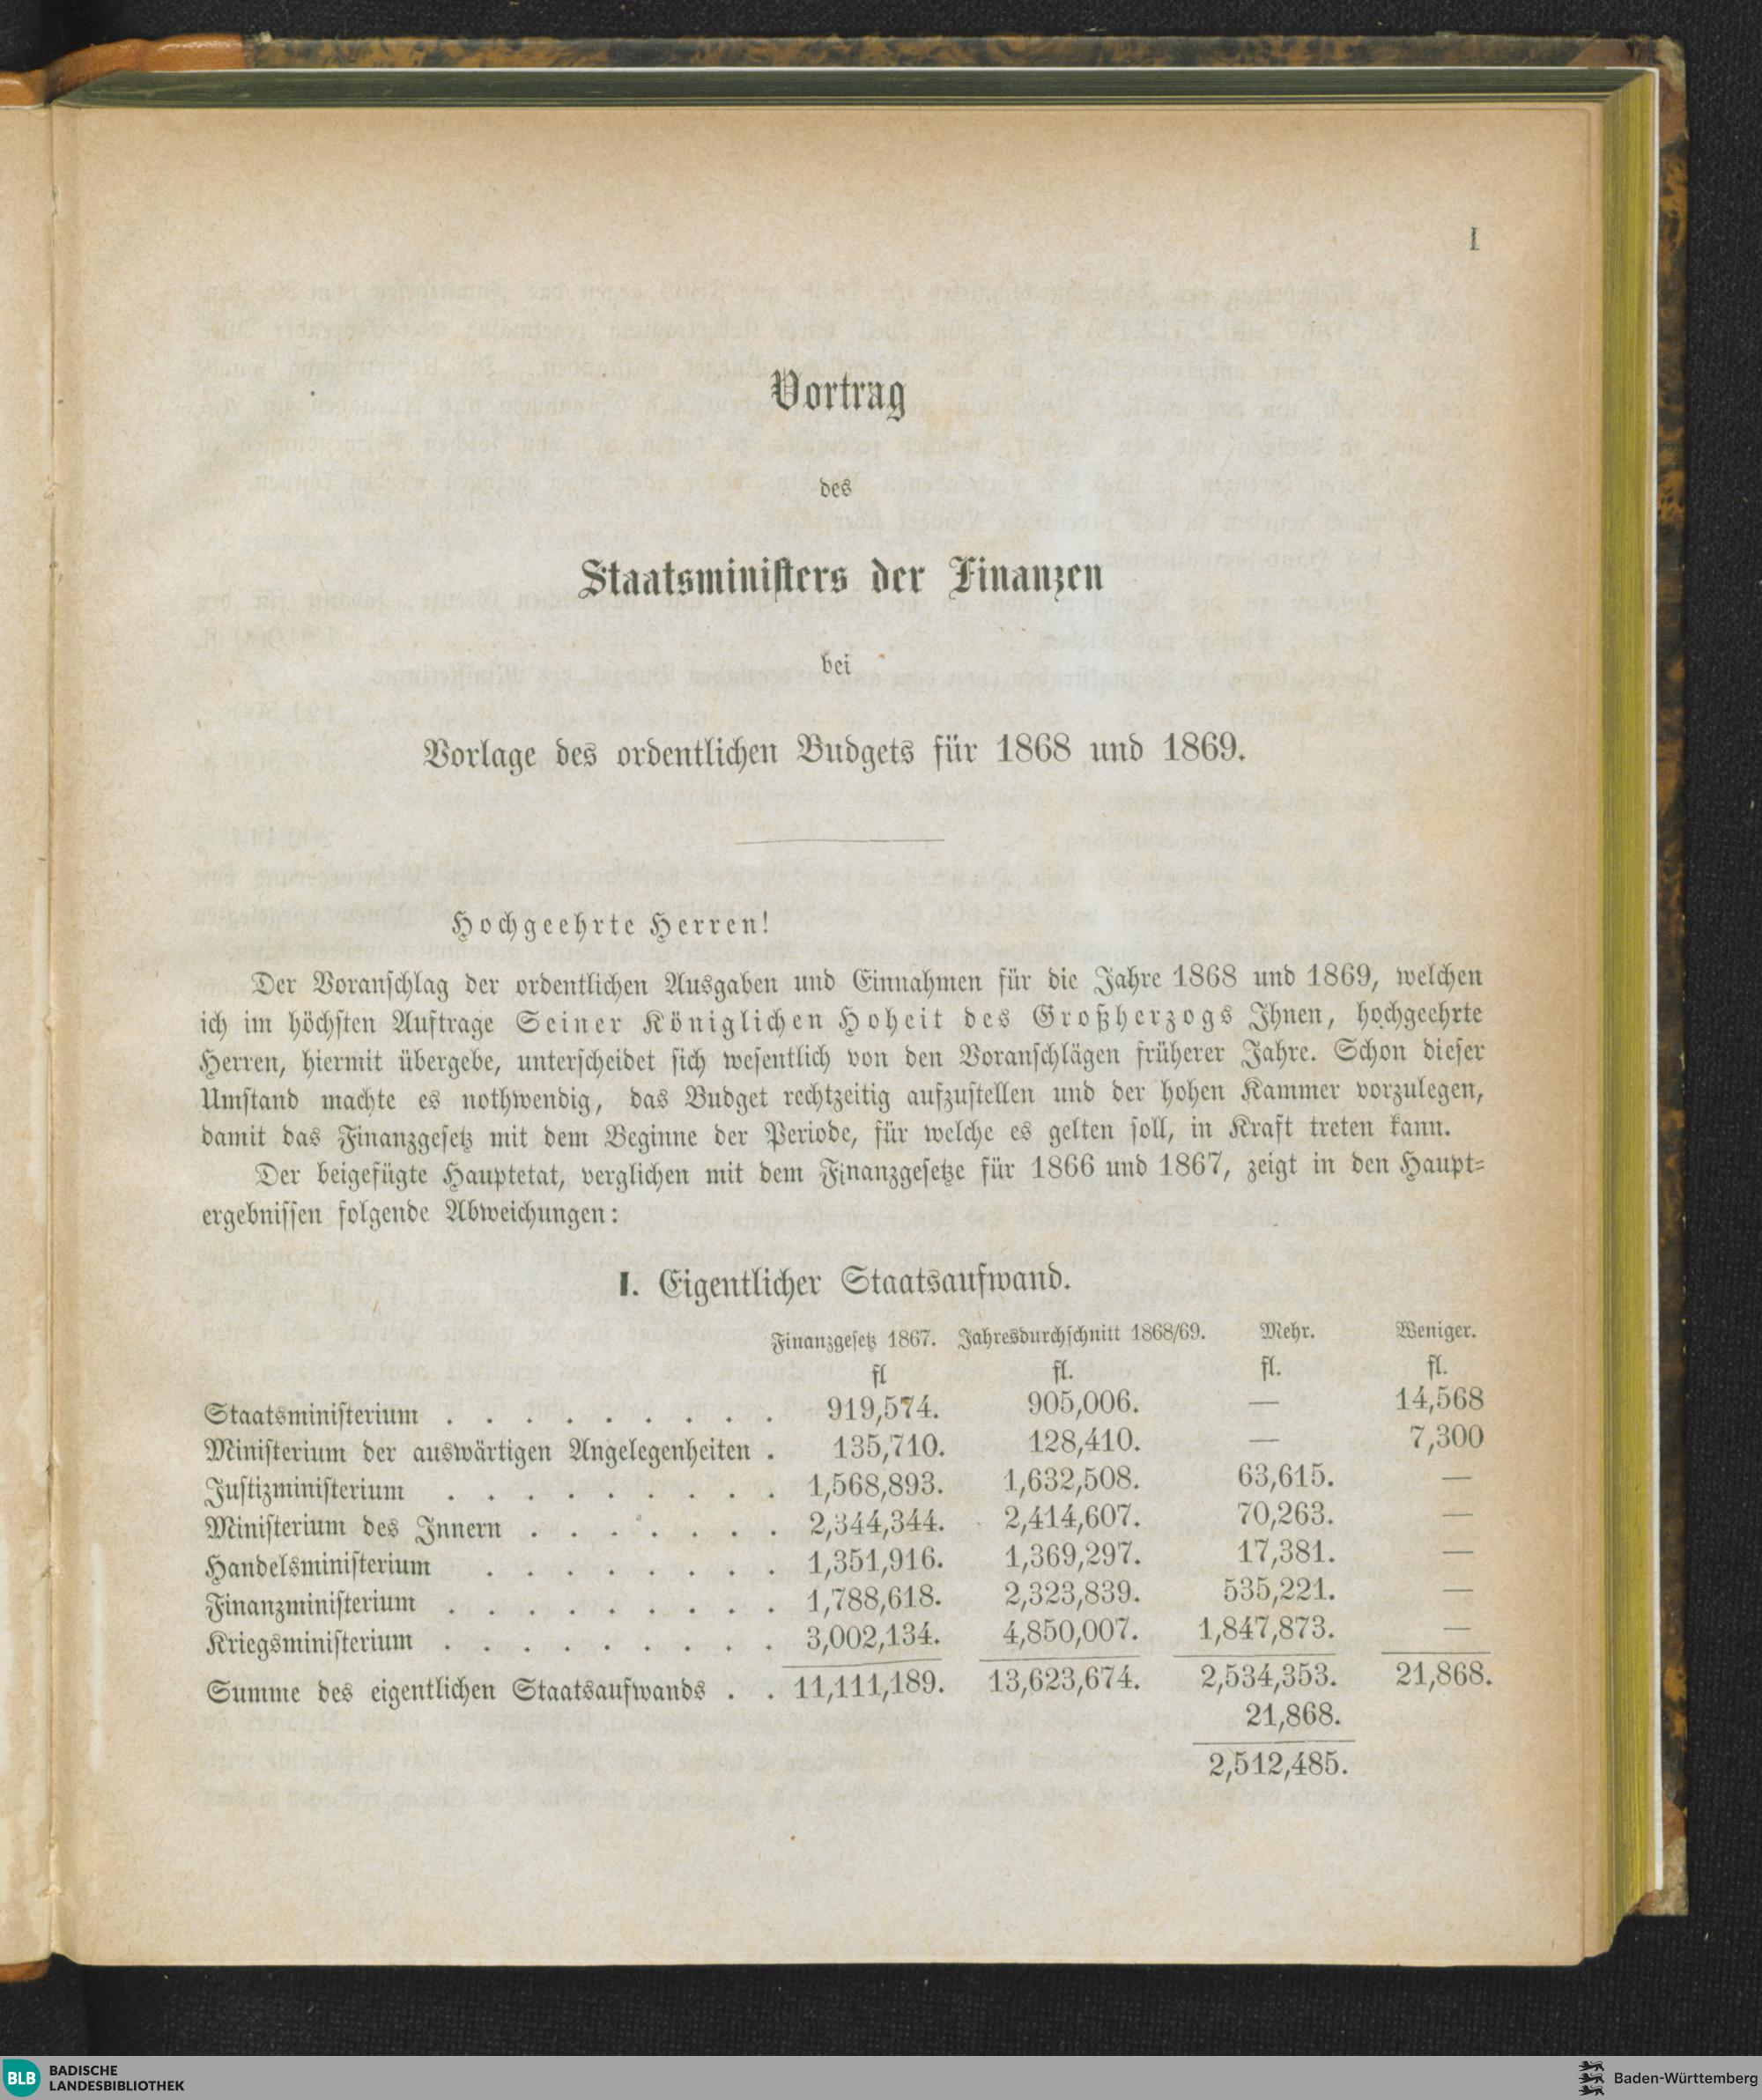 I
Vortrag
des
Staatsministers der Finanzen
bei
Vorlage des ordentlichen Budgets für 1868 und 1869.
Hochgeehrte Herren!
Der Voranschlag der ordentlichen Ausgaben und Einnahmen für die Jahre 1868 und 1869, welchen
ich im höchsten Auftrage Seiner Königlichen Hoheit des Großherzogs Ihnen, hochgeehrte
Herren, hiermit übergebe, unterscheidet sich wesentlich von den Voranschlägen früherer Jahre. Schon dieser
Umstand machte es nothwendig, das Budget rechtzeitig aufzustellen und der hohen Kammer vorzulegen,
damit das Finanzgesetz mit dem Beginne der Periode, für welche es gelten soll, in Kraft treten kann.
Der beigefügte Hauptetat, verglichen mit dem Finanzgesetze für 1866 und 1867, zeigt in den Haupt-
ergebnissen folgende Abweichungen:
I. Eigentlicher Staatsaufwand.
Finanzgesetz 1867. Jahresdurchschnitt 1868/69. Mehr. Weniger.
fl fl. fl. fl.
Staatsministerium . . . . . . . . . 919,574. 905,006. — 14,568
Ministerium der auswärtigen Angelegenheiten . 135,710. 128,410. — 7,300
Justizministerium . . . . . . . . . 1,568,893. 1,632,508. 63,615. —
Ministerium des Innern . . . . . . . 2,344,344. 2,414,607. 70,263. —
Handelsministerium . . . . . . . . 1,351,916. 1,369,297. 17,381. —
Finanzministerium . . . . . . . . . 1,788,618. 2,323,839. 535,221. —
Kriegsministerium . . . . . . . . . 3,002,134. 4,850,007. 1,847,873. —
Summe des eigentlichen Staatsaufwands . . 11,111,189. 13,623,674. 2,534,353. 21,868.
21,868.
2,512,485.
BLB BADISCHE
LANDESBIBLIOTHEK
Baden-Württemberg